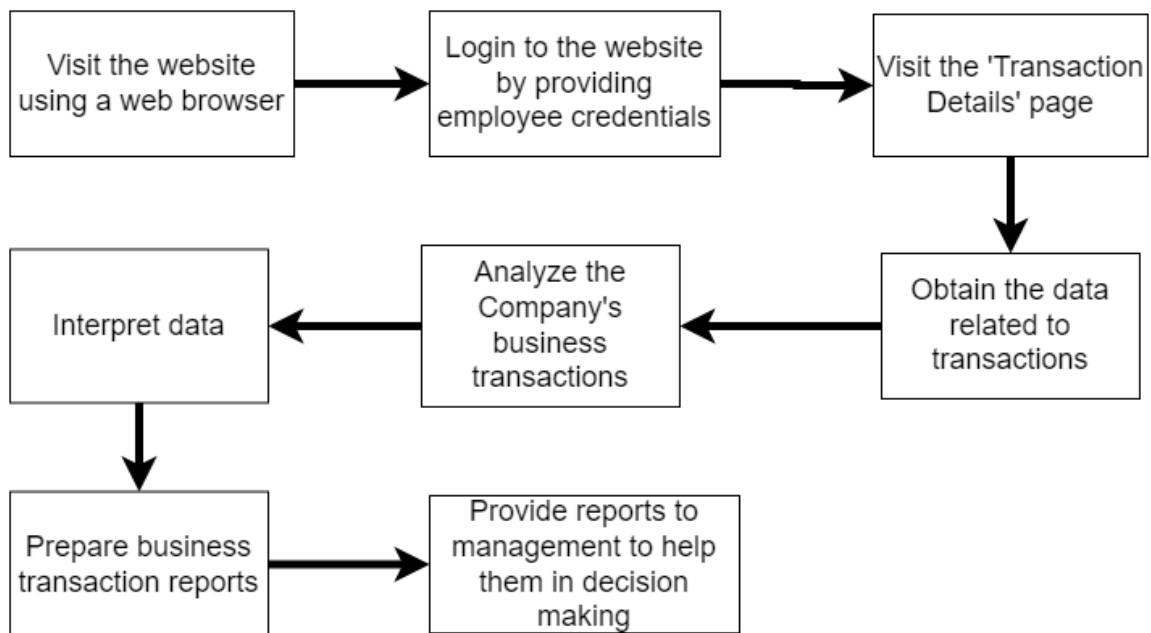 Visit the website
using a web browser
Login to the website
by providing
employee credentials
Visit the 'Transaction
Details' page
Obtain the data
related to
transactions
Analyze the
Company's
business
transactions
Interpret data
Prepare business
transaction reports
Provide reports to
management to help
them in decision
making